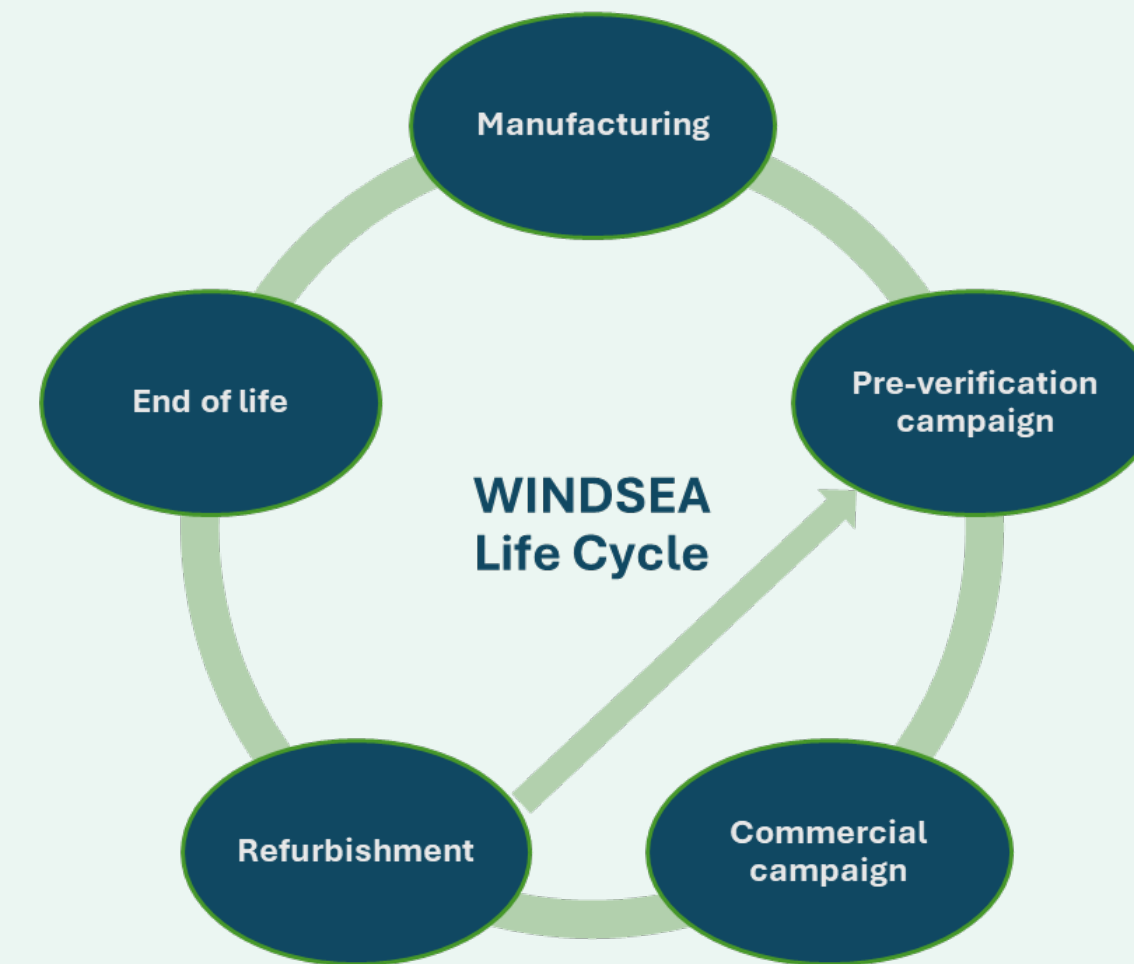 Manufacturing
Pre-verification
campaign
End of life
WINDSEA
Life Cycle
Commercial
campaign
Refurbishment